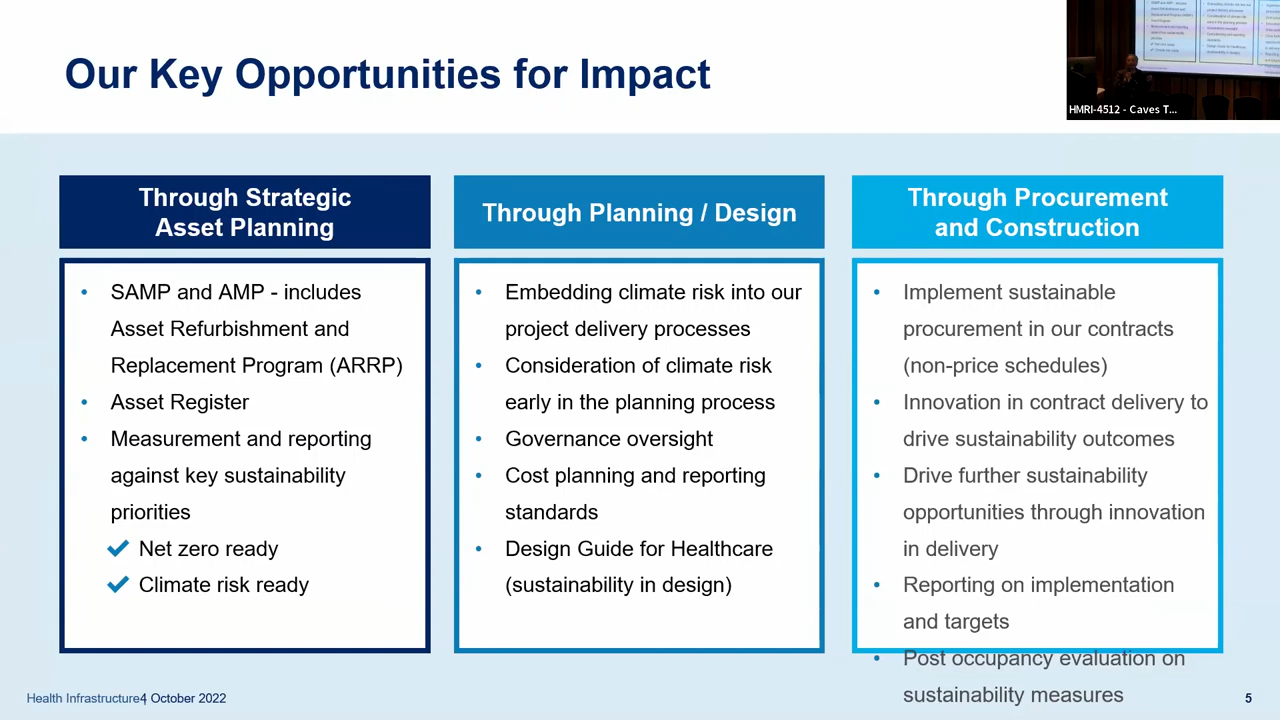 Our Key Opportunities for Impact
HMRI-4512 - Caves T...
Through Strategic
Asset Planning
• SAMP and AMP - includes
Asset Refurbishment and
Replacement Program (ARRP)
• Asset Register
• Measurement and reporting
against key sustainability
priorities
✔ Net zero ready
✔ Climate risk ready
Through Planning / Design
• Embedding climate risk into our
project delivery processes
• Consideration of climate risk
early in the planning process
• Governance oversight
• Cost planning and reporting
standards
• Design Guide for Healthcare
(sustainability in design)
Through Procurement
and Construction
• Implement sustainable
procurement in our contracts
(non-price schedules)
• Innovation in contract delivery to
drive sustainability outcomes
• Drive further sustainability
opportunities through innovation
in delivery
• Reporting on implementation
and targets
• Post occupancy evaluation on
sustainability measures
Health Infrastructure| 4 October 2022
5